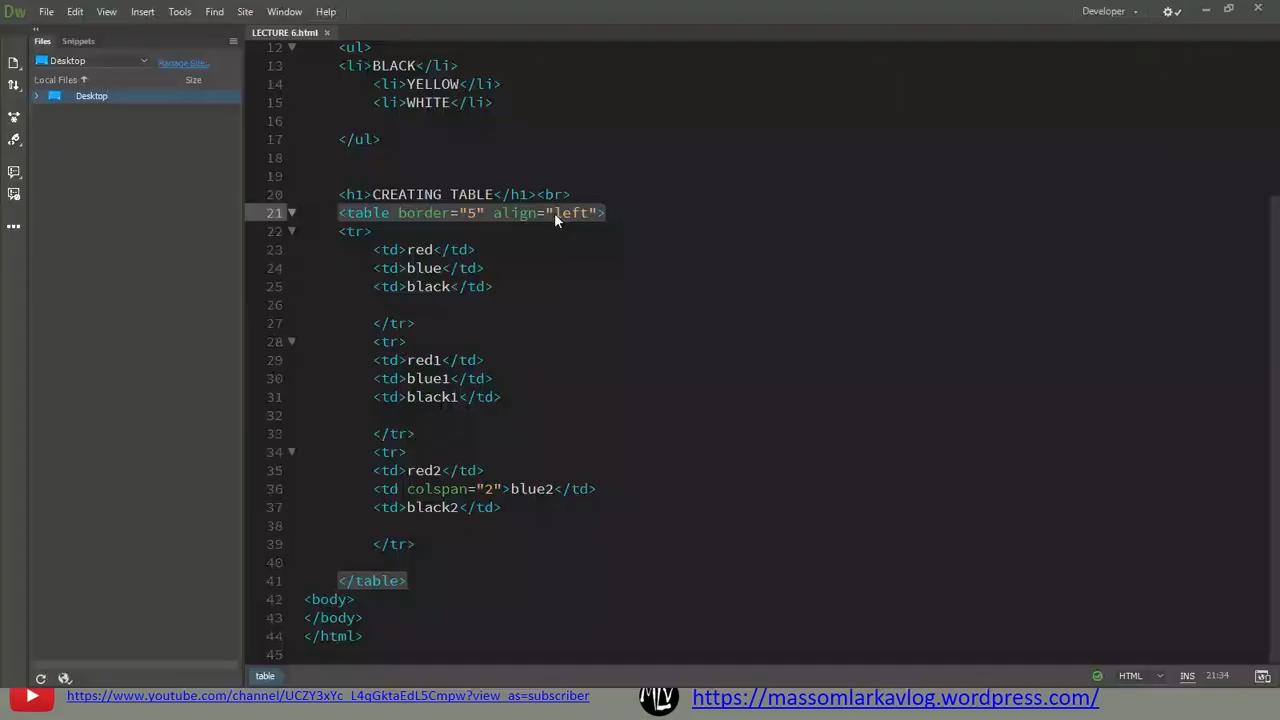 Dw File Edit View Insert Tools Find Site Window Help Developer
Files Snippets
LECTURE 6.html ×
Desktop Manage Sites
Local Files Size
Desktop
12 <ul>
13 <li>BLACK</li>
14 <li>YELLOW</li>
15 <li>WHITE</li>
16
17 </ul>
18
19
20 <h1>CREATING TABLE</h1><br>
21 <table border="5" align="left">
22 <tr>
23 <td>red</td>
24 <td>blue</td>
25 <td>black</td>
26
27 </tr>
28 <tr>
29 <td>red1</td>
30 <td>blue1</td>
31 <td>black1</td>
32
33 </tr>
34 <tr>
35 <td>red2</td>
36 <td colspan="2">blue2</td>
37 <td>black2</td>
38
39 </tr>
40
41 </table>
42 <body>
43 </body>
44 </html>
45
table HTML INS 21:34
https://www.youtube.com/channel/UCZY3xYc_L4qGktaEdL5Cmpw?view_as=subscriber
MLV
https://massomlarkavlog.wordpress.com/